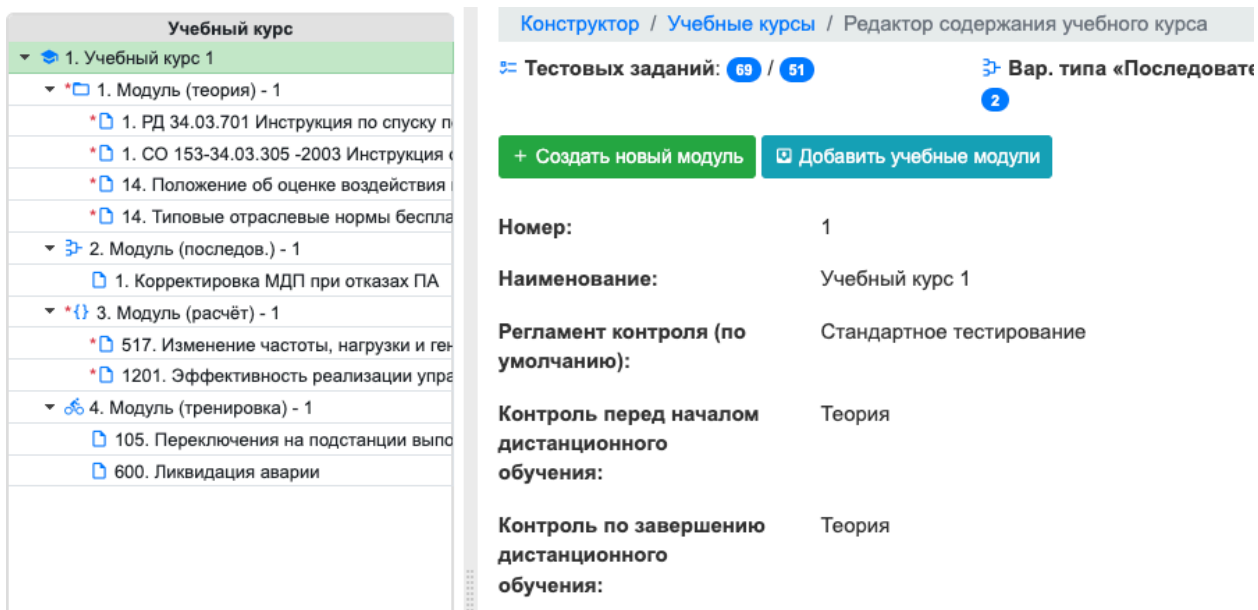 Учебный курс
1. Учебный курс 1
* 1. Модуль (теория) - 1
* 1. РД 34.03.701 Инструкция по спуску
* 1. СО 153-34.03.305 -2003 Инструкция
* 14. Положение об оценке воздействия
* 14. Типовые отраслевые нормы беспла
2. Модуль (последов.) - 1
1. Корректировка МДП при отказах ПА
* {} 3. Модуль (расчёт) - 1
* 517. Изменение частоты, нагрузки и ген
* 1201. Эффективность реализации упра
4. Модуль (тренировка) - 1
105. Переключения на подстанции выпо
600. Ликвидация аварии
Конструктор / Учебные курсы / Редактор содержания учебного курса
Тестовых заданий: 69 / 51
Вар. типа «Последовате
2
+ Создать новый модуль
Добавить учебные модули
Номер: 1
Наименование: Учебный курс 1
Регламент контроля (по Стандартное тестирование
умолчанию):
Контроль перед началом Теория
дистанционного
обучения:
Контроль по завершению Теория
дистанционного
обучения: